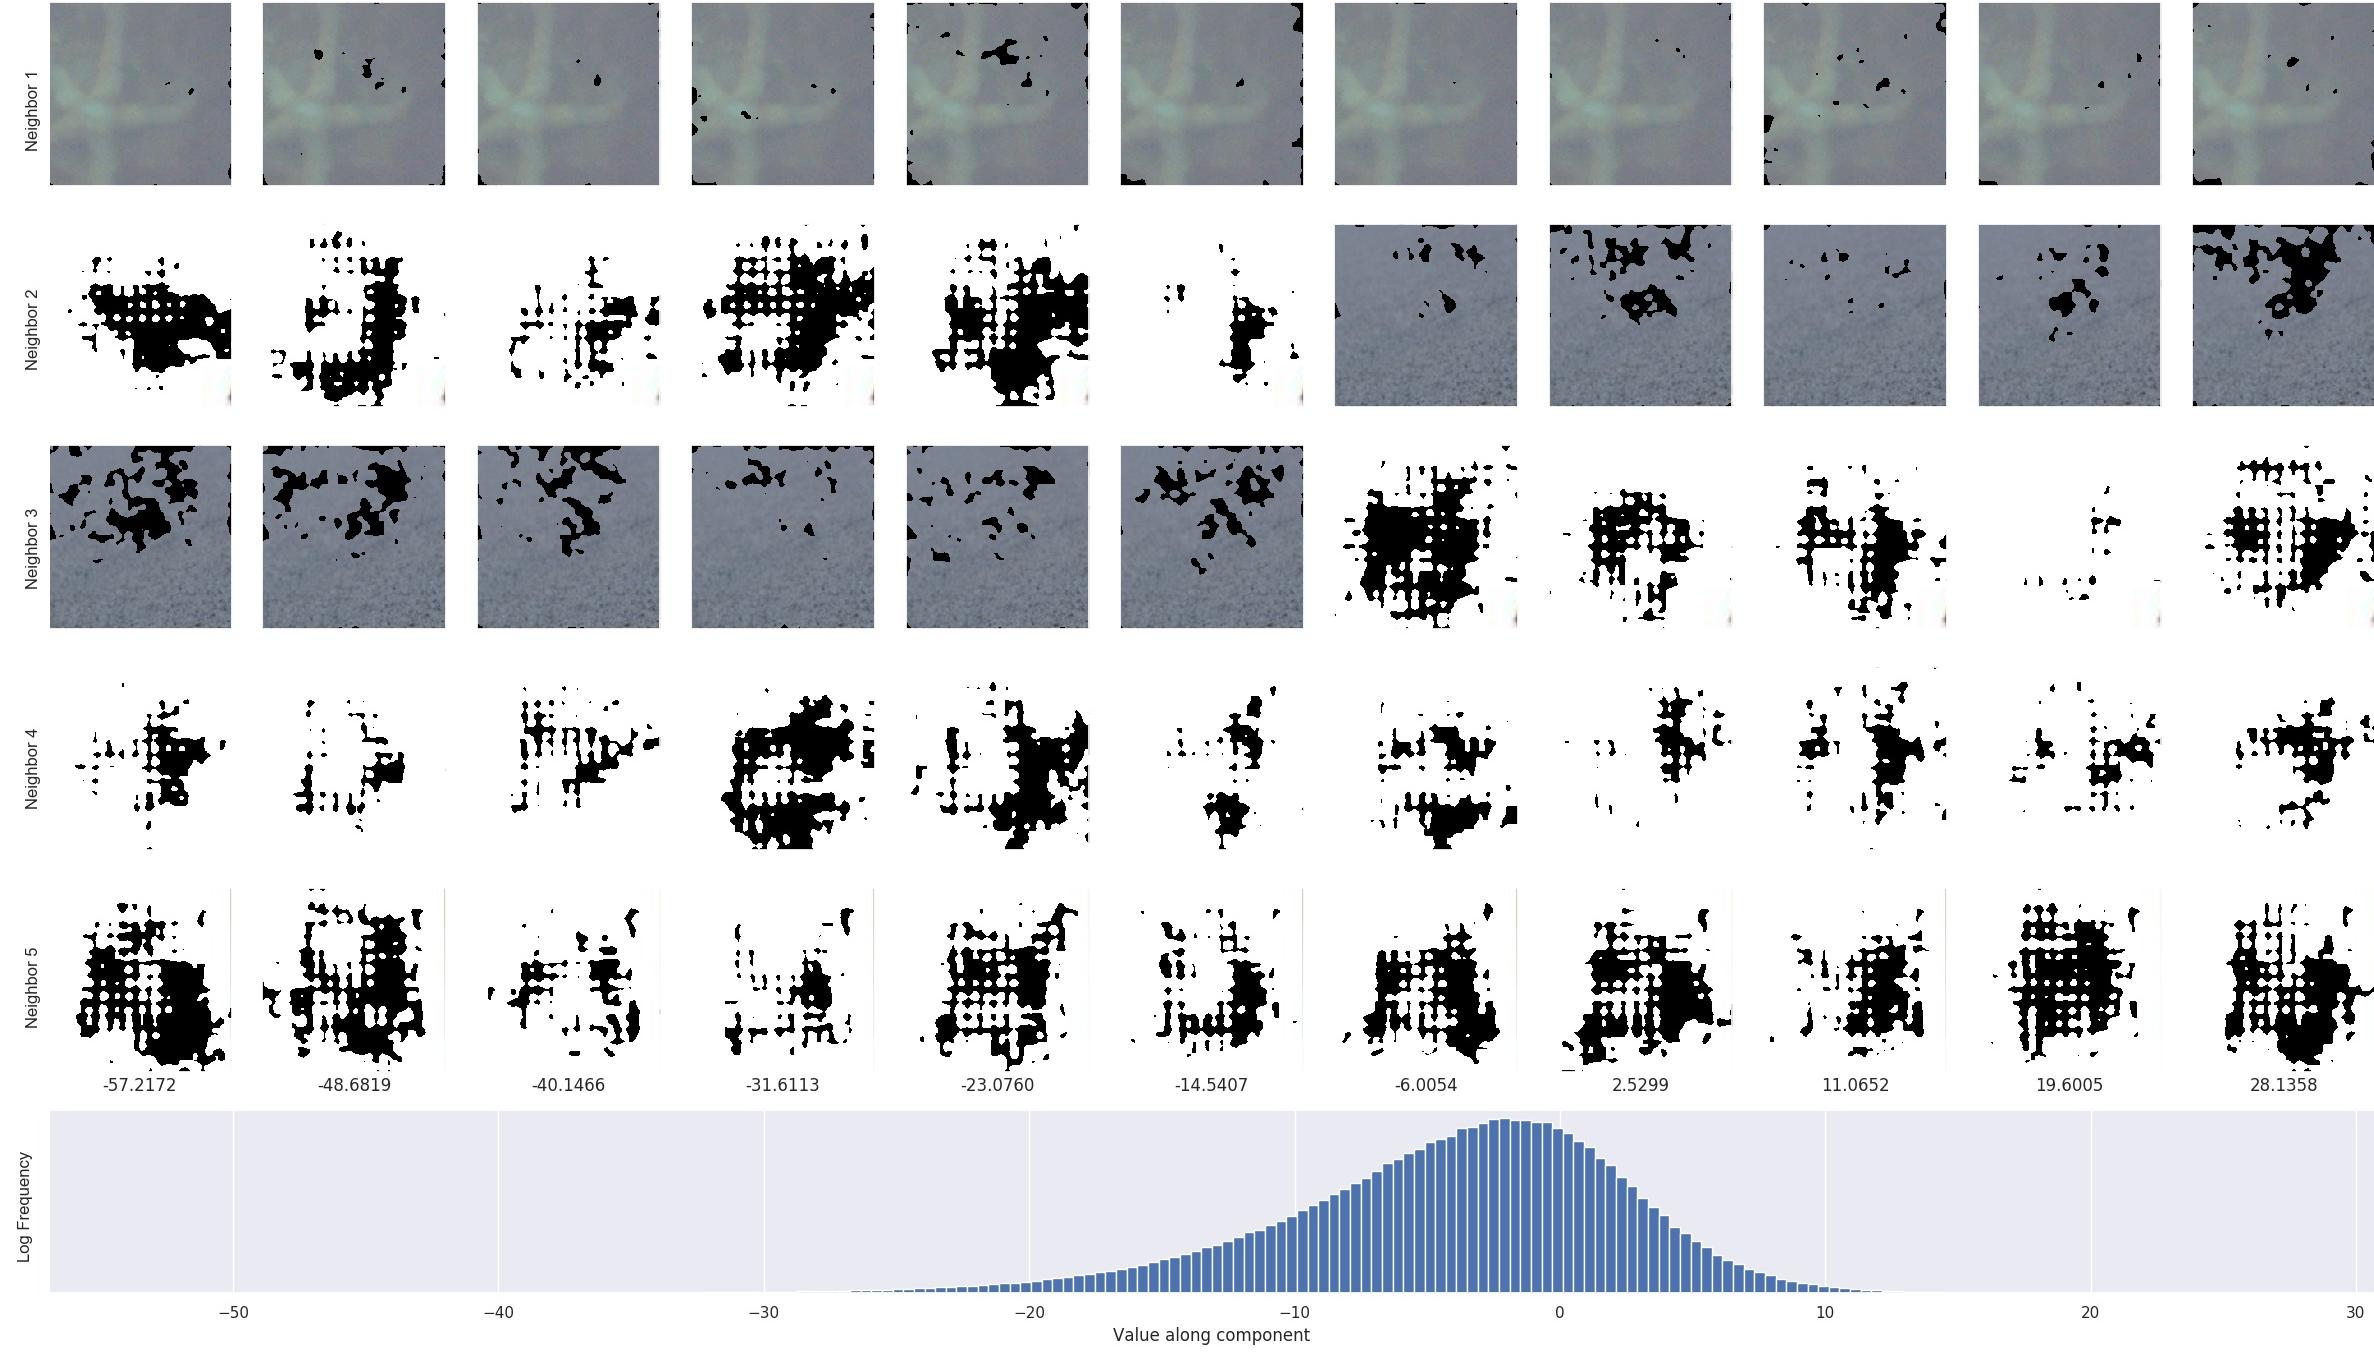 Neighbor 1
Neighbor 2
Neighbor 3
Neighbor 4
Neighbor 5
-57.2172 -48.6819 -40.1466 -31.6113 -23.0760 -14.5407 -6.0054 2.5299 11.0652 19.6005 28.1358
Log Frequency
−50 −40 −30 −20 −10 0 10 20 30
Value along component